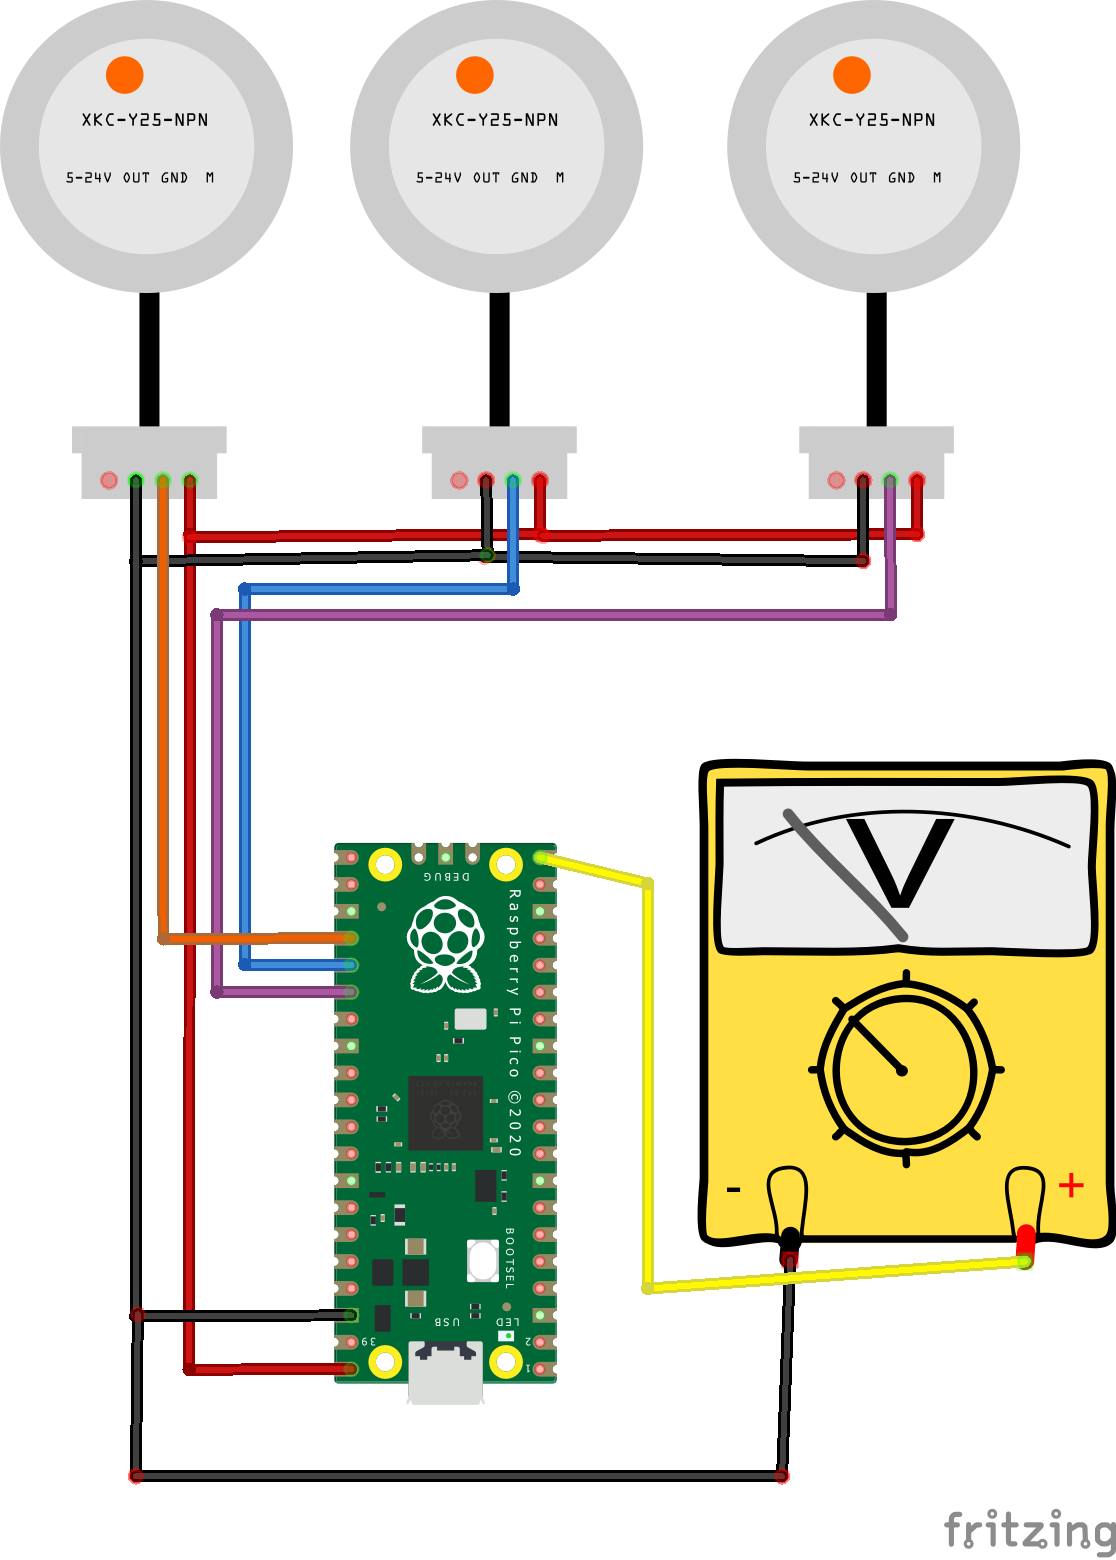 XKC-Y25-NPN
5-24V OUT GND M
XKC-Y25-NPN
5-24V OUT GND M
XKC-Y25-NPN
5-24V OUT GND M
V
- +
DEBUG
Raspberry Pi Pico ©2020
BOOTSEL
USB
LED
39
2
1
fritzing